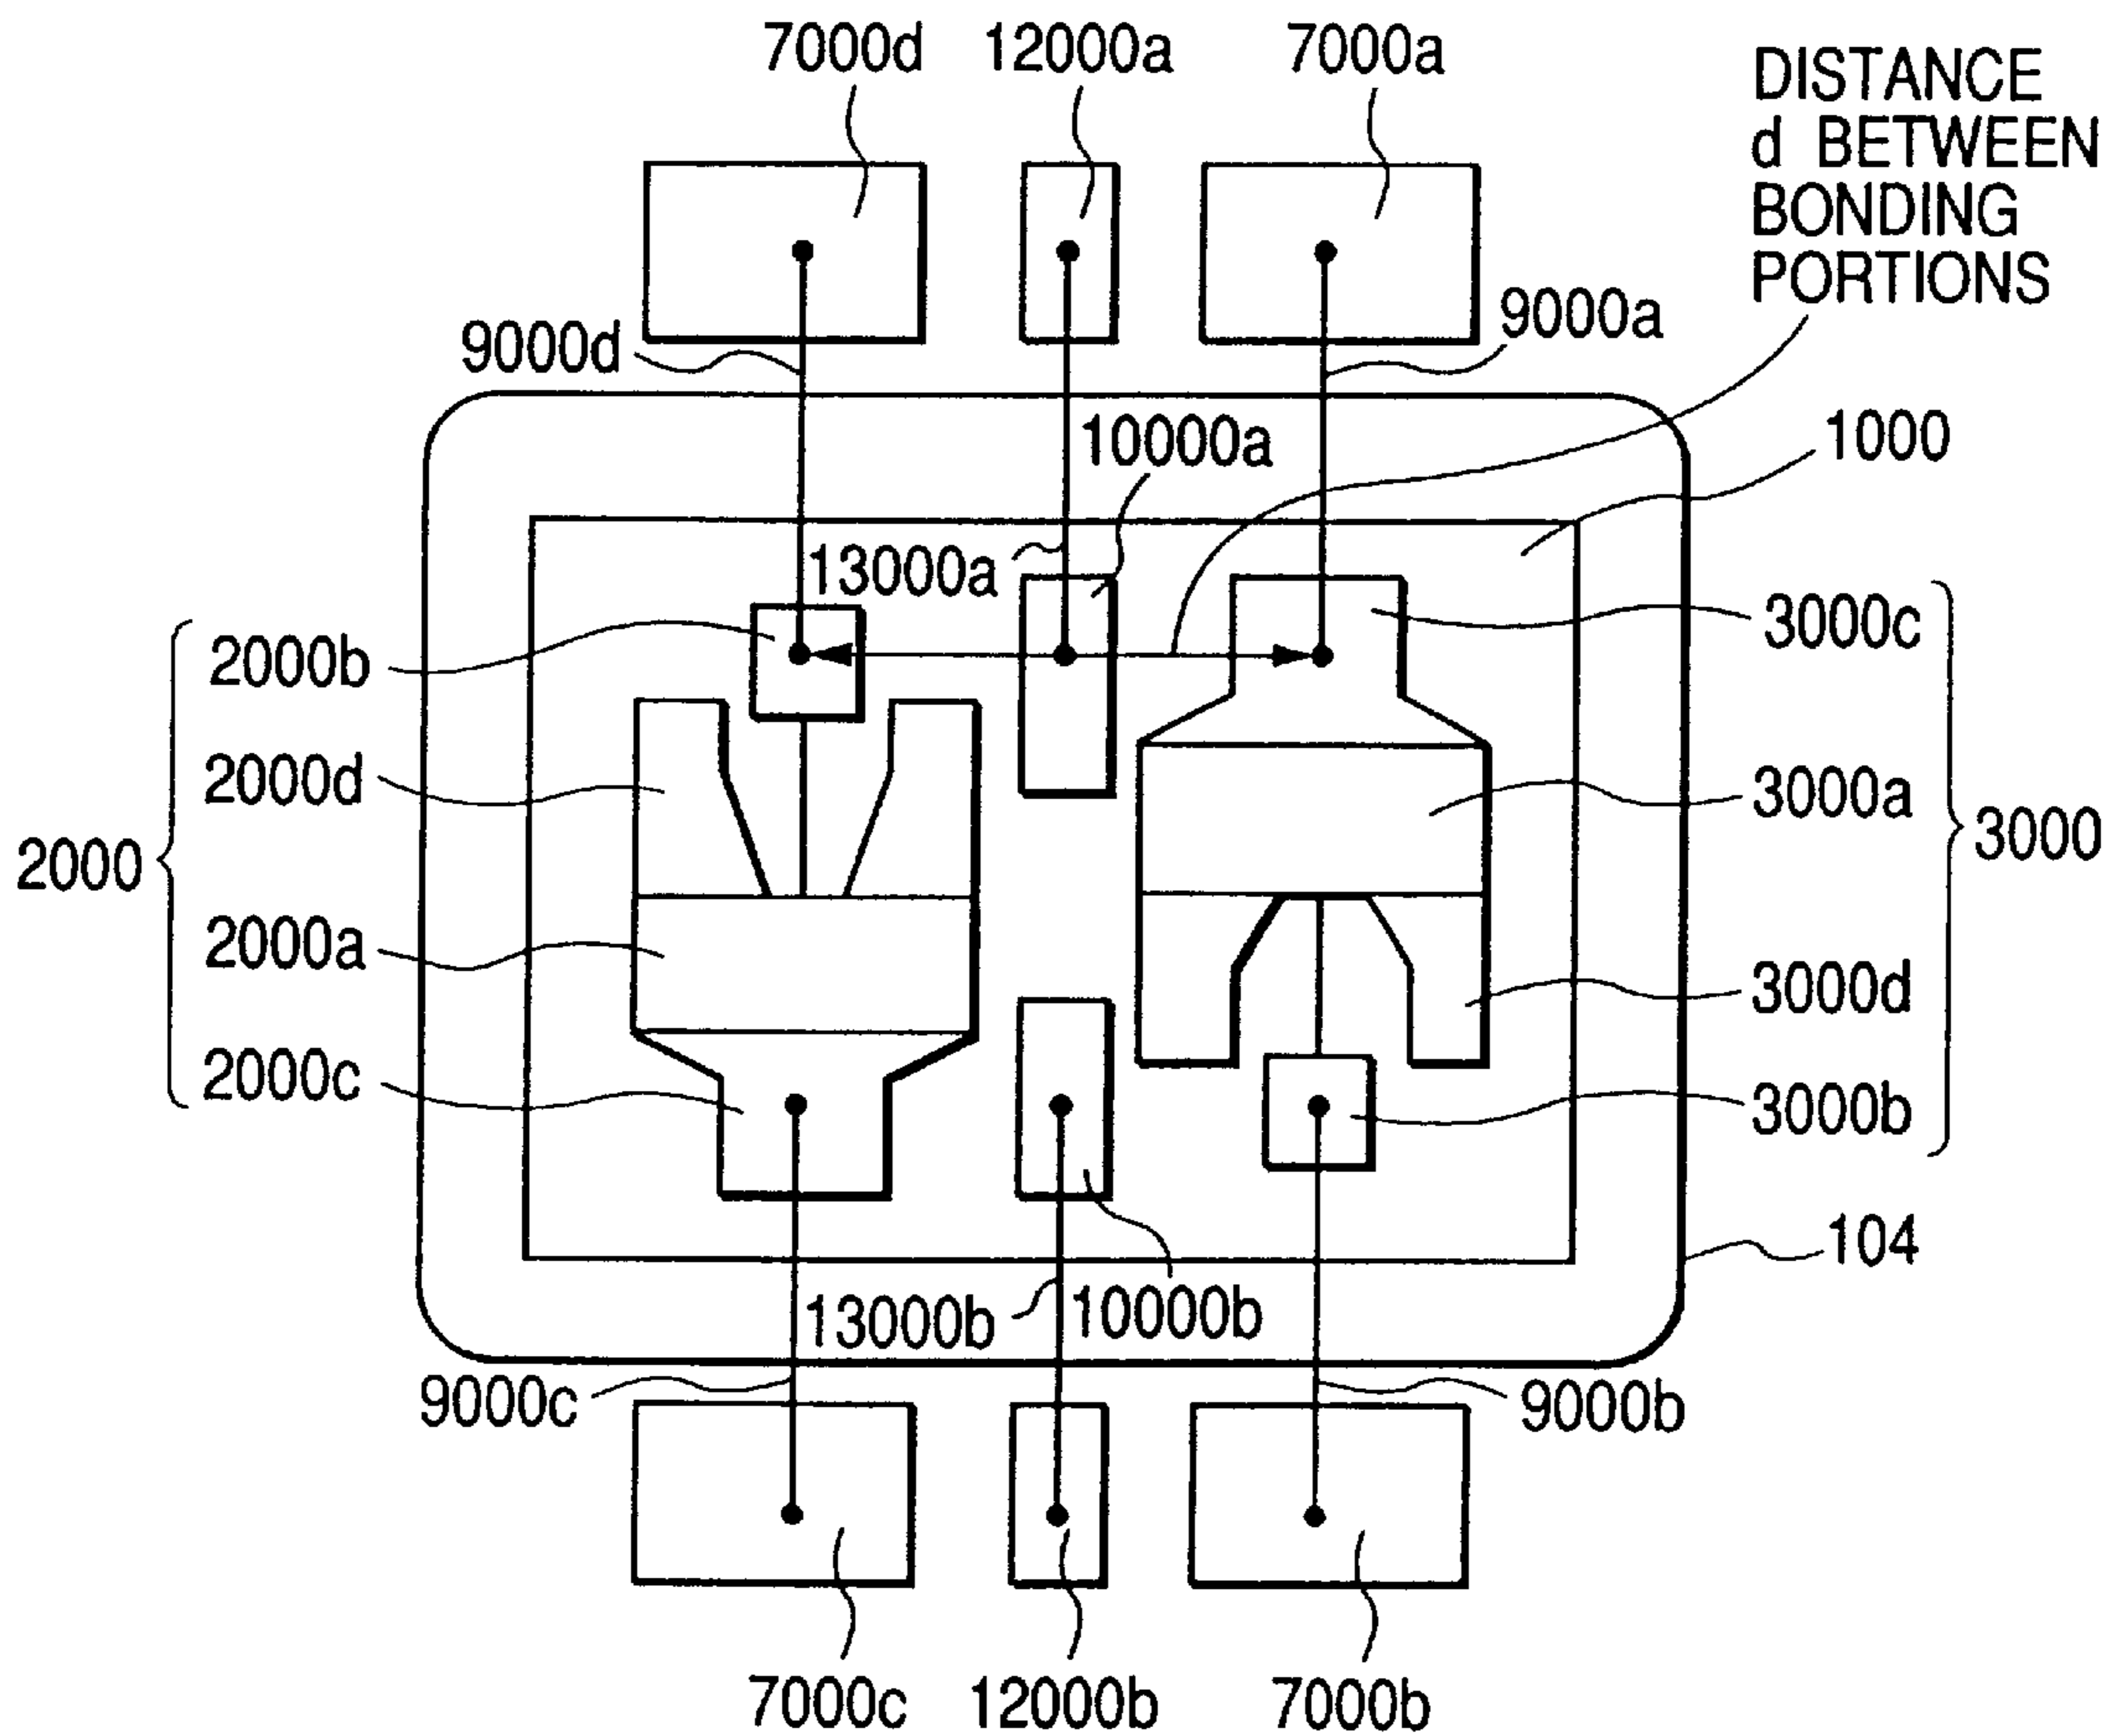 7000d 12000a 7000a
DISTANCE
d BETWEEN
BONDING
PORTIONS
9000d 9000a
10000a 1000
13000a
2000b 3000c
2000d 3000a
2000 3000
2000a 3000d
2000c 3000b
104
13000b 10000b
9000c 9000b
7000c 12000b 7000b